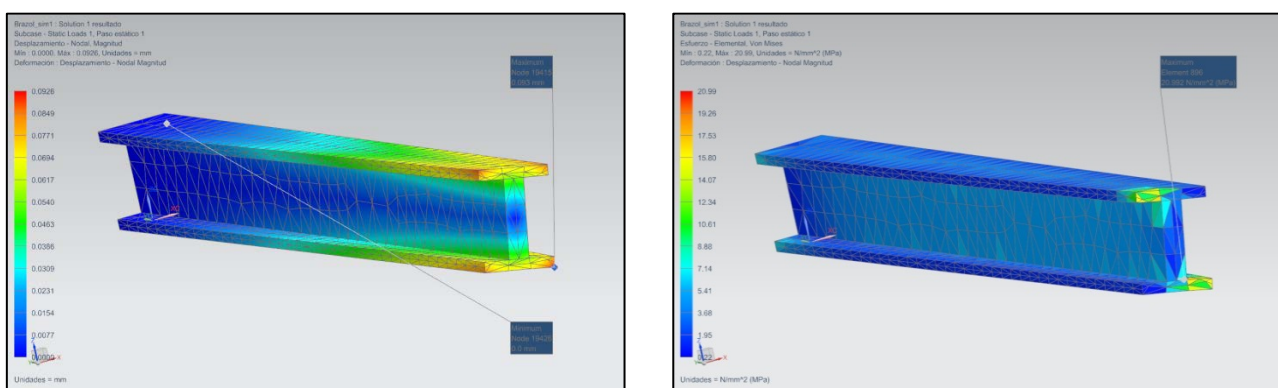 Brazol_sim1 : Solution 1 resultado
Subcase - Static Loads 1, Paso estático 1
Desplazamiento - Nodal, Magnitud
Mín : 0.0000, Máx : 0.0926, Unidades = mm
Deformación : Desplazamiento - Nodal Magnitud
Maximum
Node 19413
0.093 mm
0.0926
0.0849
0.0771
0.0694
0.0617
0.0540
0.0463
0.0386
0.0309
0.0231
0.0154
0.0077
0.0000
X
Minimum
0.0 mm
Unidades = mm
Brazol_sim1 : Solution 1 resultado
Subcase - Static Loads 1, Paso estático 1
Esfuerzo - Elemental, Von Mises
Mín : 0.22, Máx : 20.99, Unidades = N/mm^2 (MPa)
Deformación : Desplazamiento - Nodal Magnitud
Maximum
Element 896
N/mm^2 (MPa)
20.99
19.26
17.53
15.80
14.07
12.34
10.61
8.88
7.14
5.41
3.68
1.95
0.22
X
Unidades = N/mm^2 (MPa)